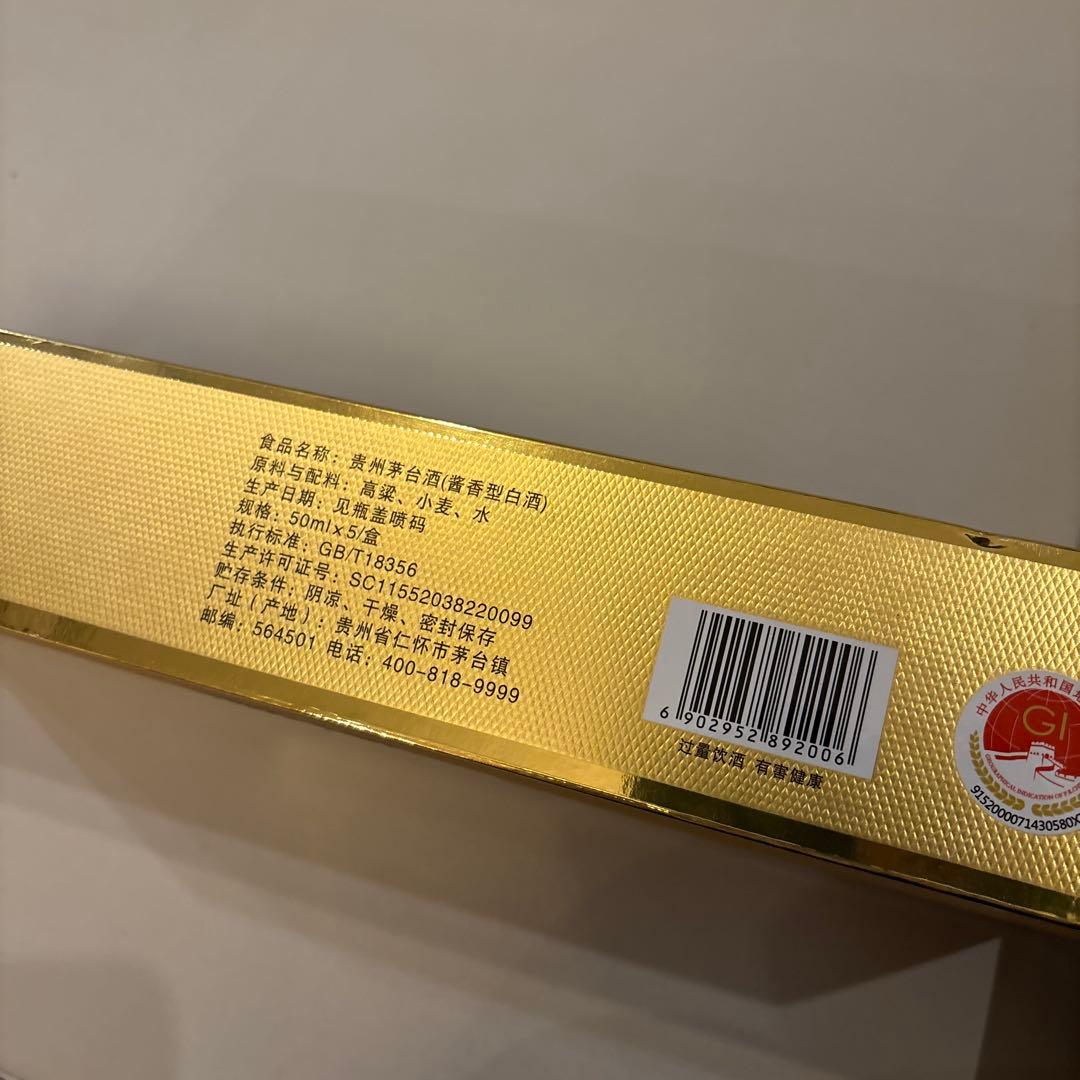 食品名称：贵州茅台酒(酱香型白酒)
原料与配料：高粱、小麦、水
生产日期：见瓶盖喷码
规格：50ml×5/盒
执行标准：GB/T18356
生产许可证号：SC11552038220099
贮存条件：阴凉、干燥、密封保存
厂址（产地）：贵州省仁怀市茅台镇
邮编：564501 电话：400-818-9999
6 902952 892006
过量饮酒 有害健康
中华人民共和国
GI
GEOGRAPHICAL INDICATION OF P.R.
9152000071430580X